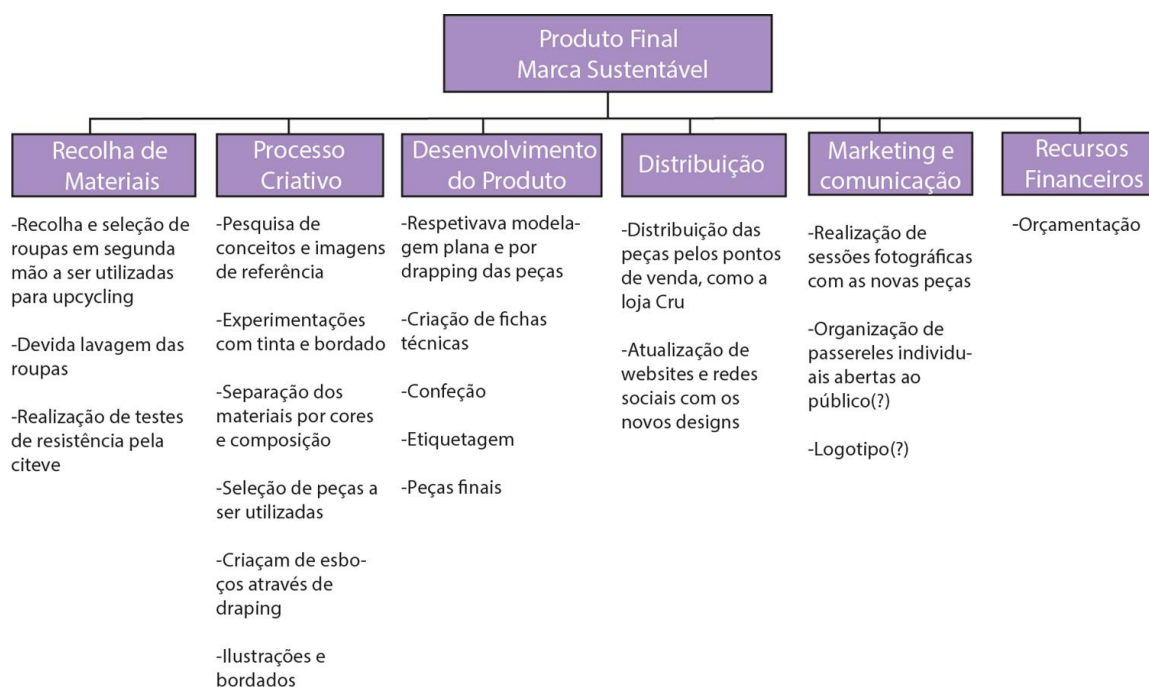 Produto Final
Marca Sustentável
Recolha de
Materiais
-Recolha e seleção de
roupas em segunda
mão a ser utilizadas
para upcycling
-Devida lavagem das
roupas
-Realização de testes
de resistência pela
citeve
Processo
Criativo
-Pesquisa de
conceitos e imagens
de referência
-Experimentações
com tinta e bordado
-Separação dos
materiais por cores
e composição
-Seleção de peças a
ser utilizadas
-Criaçam de esbo-
ços através de
draping
-Ilustrações e
bordados
Desenvolvimento
do Produto
-Respetivava modela-
gem plana e por
drapping das peças
-Criação de fichas
técnicas
-Confeção
-Etiquetagem
-Peças finais
Distribuição
-Distribuição das
peças pelos pontos
de venda, como a
loja Cru
-Atualização de
websites e redes
sociais com os
novos designs
Marketing e
comunicação
-Realização de
sessões fotográficas
com as novas peças
-Organização de
passereles individu-
ais abertas ao
público(?)
-Logotipo(?)
Recursos
Financeiros
-Orçamentação